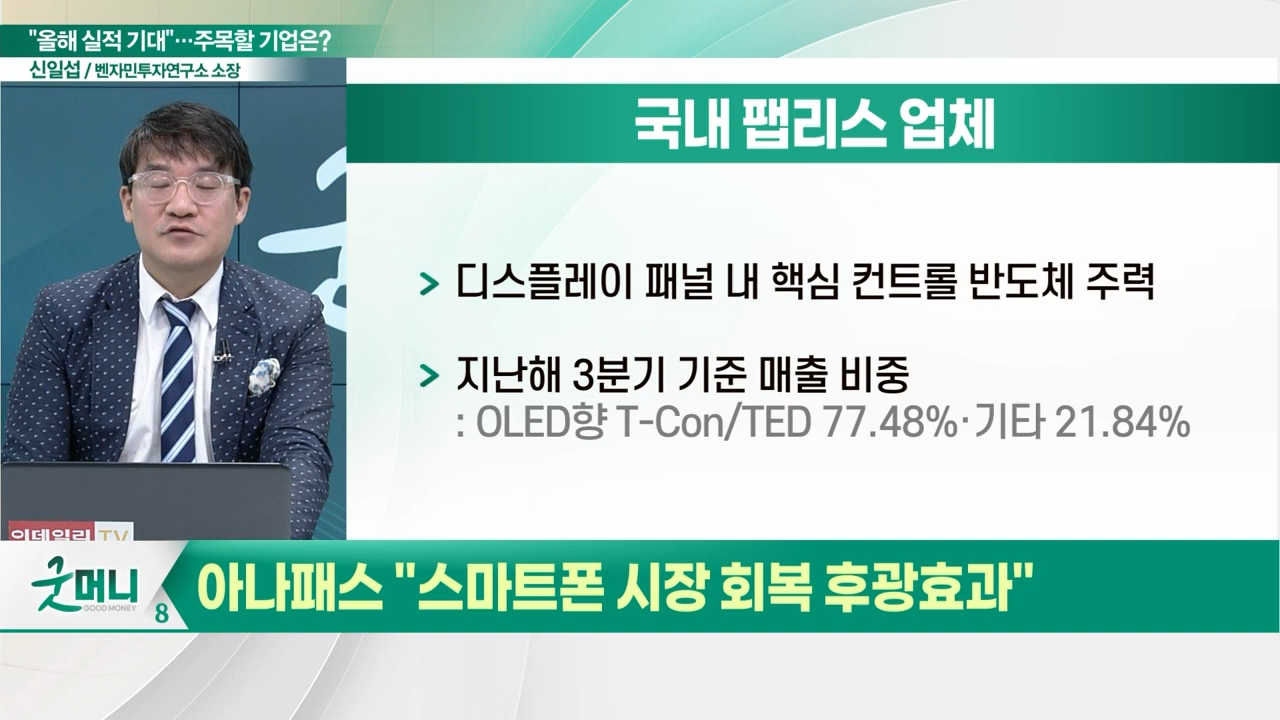 "올해 실적 기대"…주목할 기업은?
신일섭 / 벤자민투자연구소 소장
국내 팹리스 업체
> 디스플레이 패널 내 핵심 컨트롤 반도체 주력
> 지난해 3분기 기준 매출 비중
: OLED향 T-Con/TED 77.48%·기타 21.84%
이데일리 TV
굿머니
GOOD MONEY
8
아나패스 "스마트폰 시장 회복 후광효과"